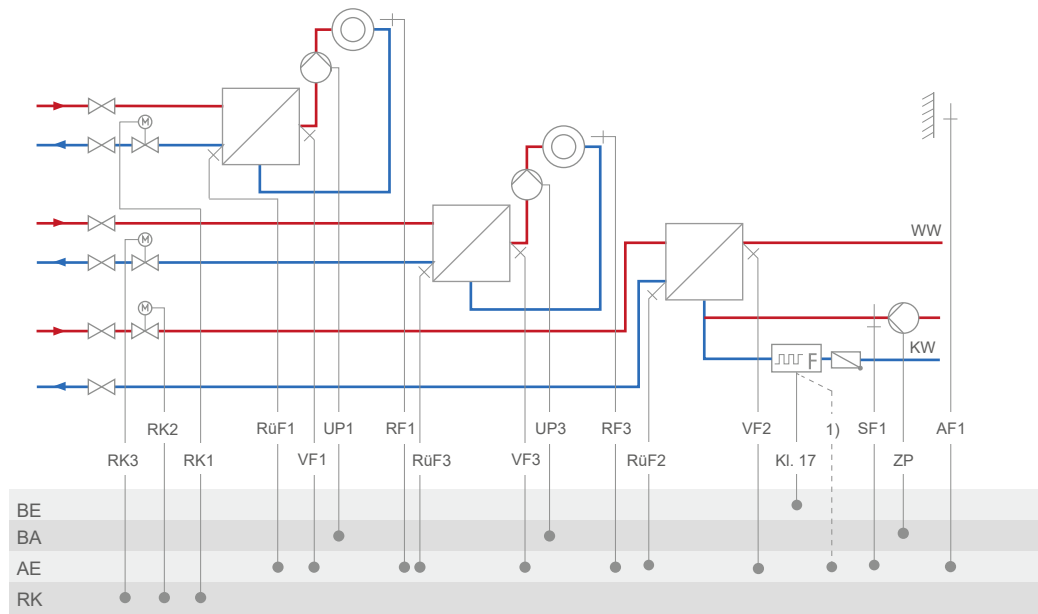 M
M
WW
M
F
KW
RK2 RüF1 UP1 RF1 UP3 RF3 VF2 1) SF1 AF1
RK3 RK1 VF1 RüF3 VF3 RüF2 Kl. 17 ZP
BE
BA
AE
RK